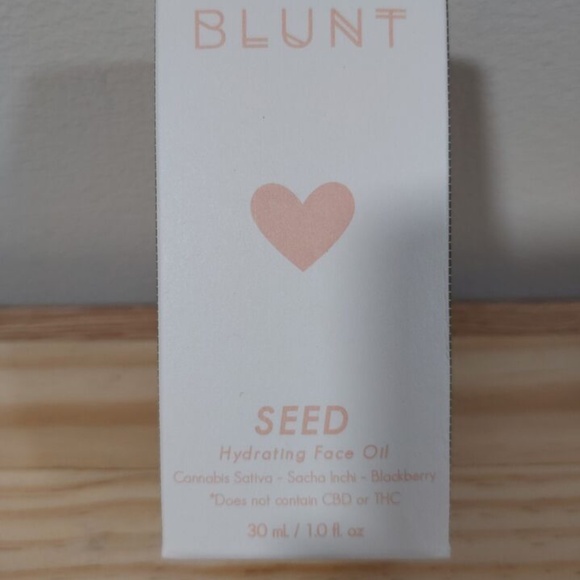 BLUNT
SEED
Hydrating Face Oil
Cannabis Sativa - Sacha Inchi - Blackberry
*Does not contain CBD or THC
30 mL / 1.0 fl. oz